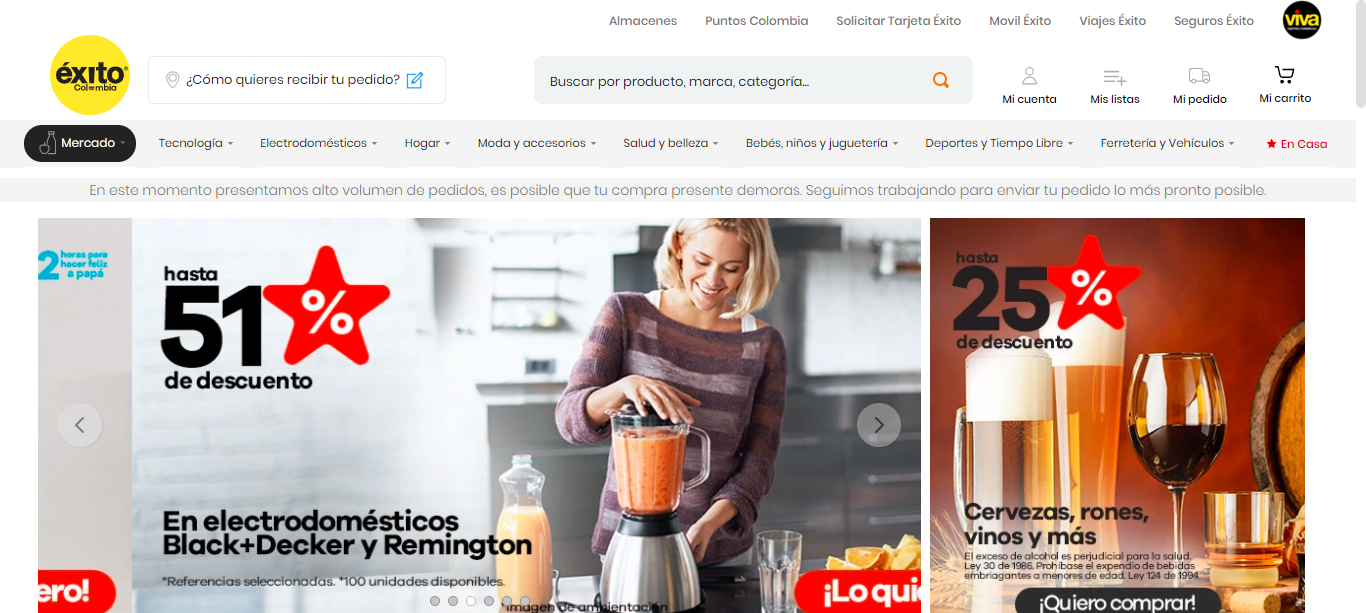 Almacenes Puntos Colombia Solicitar Tarjeta Éxito Movil Éxito Viajes Éxito Seguros Éxito viva
éxito
Colombia
¿Cómo quieres recibir tu pedido?
Buscar por producto, marca, categoría...
Mi cuenta Mis listas Mi pedido Mi carrito
Mercado Tecnología Electrodomésticos Hogar Moda y accesorios Salud y belleza Bebés, niños y juguetería Deportes y Tiempo Libre Ferretería y Vehículos En Casa
En este momento presentamos alto volumen de pedidos, es posible que tu compra presente demoras. Seguimos trabajando para enviar tu pedido lo más pronto posible.
2 horas para
hacer feliz
a papá
ero!
hasta
51%
de descuento
En electrodomésticos
Black+Decker y Remington
*Referencias seleccionadas. *100 unidades disponibles.
*Imagen de ambientación
¡Lo qui
hasta
25%
de descuento
Cervezas, rones,
vinos y más
El exceso de alcohol es perjudicial para la salud.
Ley 30 de 1986. Prohíbase el expendio de bebidas
embriagantes a menores de edad. Ley 124 de 1994
¡Quiero comprar!